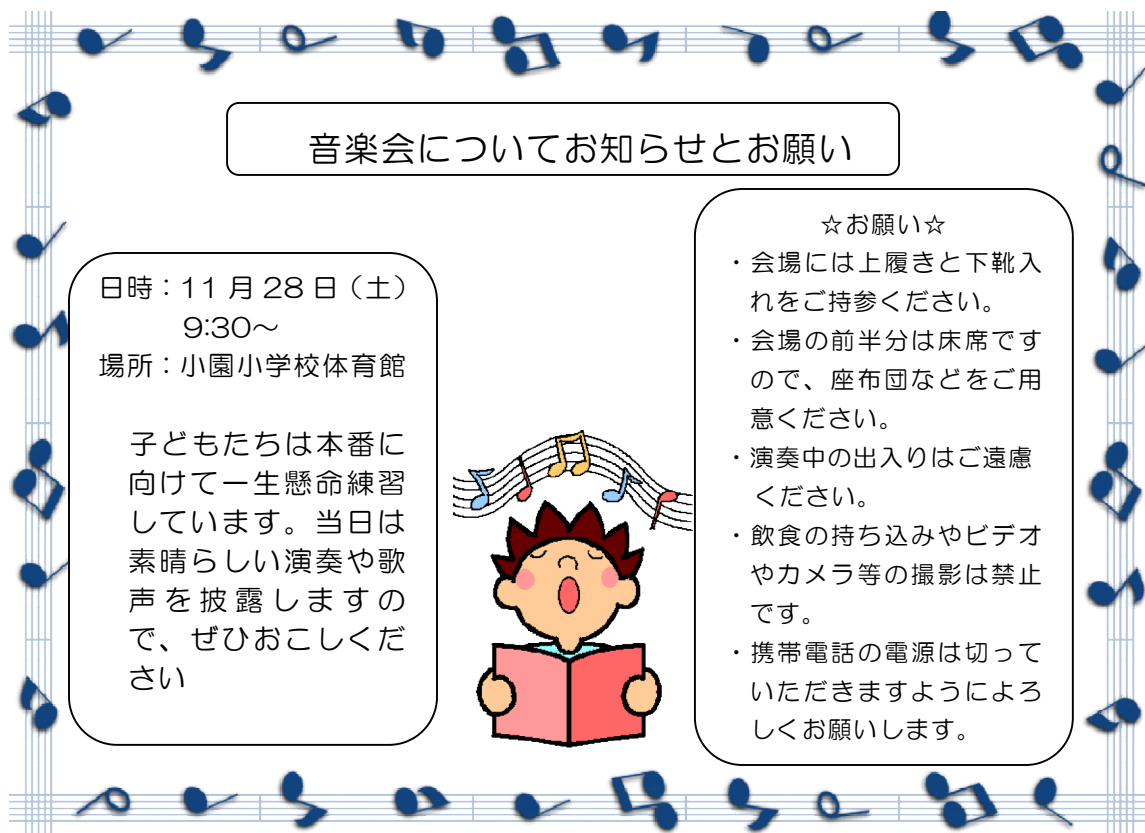 音楽会についてお知らせとお願い
日時：11月28日（土）
9:30～
場所：小園小学校体育館
子どもたちは本番に
向けて一生懸命練習
しています。当日は
素晴らしい演奏や歌
声を披露しますの
で、ぜひおこしくだ
さい
☆お願い☆
・会場には上履きと下靴入
れをご持参ください。
・会場の前半分は床席です
ので、座布団などをご用
意ください。
・演奏中の出入りはご遠慮
ください。
・飲食の持ち込みやビデオ
やカメラ等の撮影は禁止
です。
・携帯電話の電源は切って
いただきますようによろ
しくお願いします。